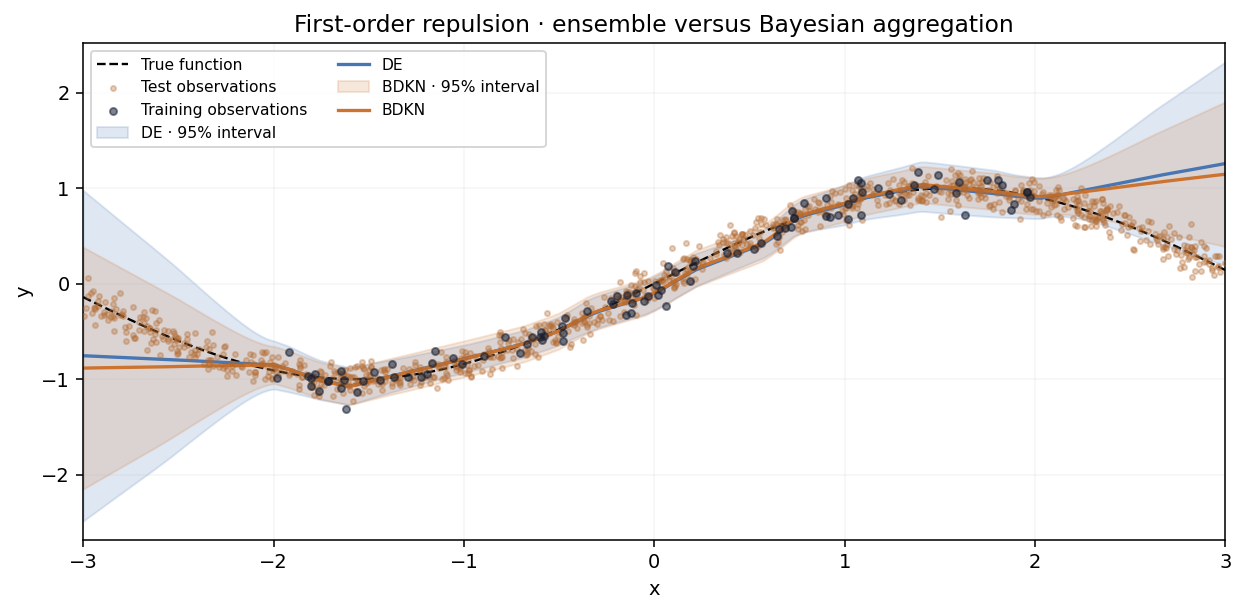 First-order repulsion · ensemble versus Bayesian aggregation
True function
Test observations
Training observations
DE · 95% interval
DE
BDKN · 95% interval
BDKN
y
2
1
0
−1
−2
−3
−2
−1
0
1
2
3
x